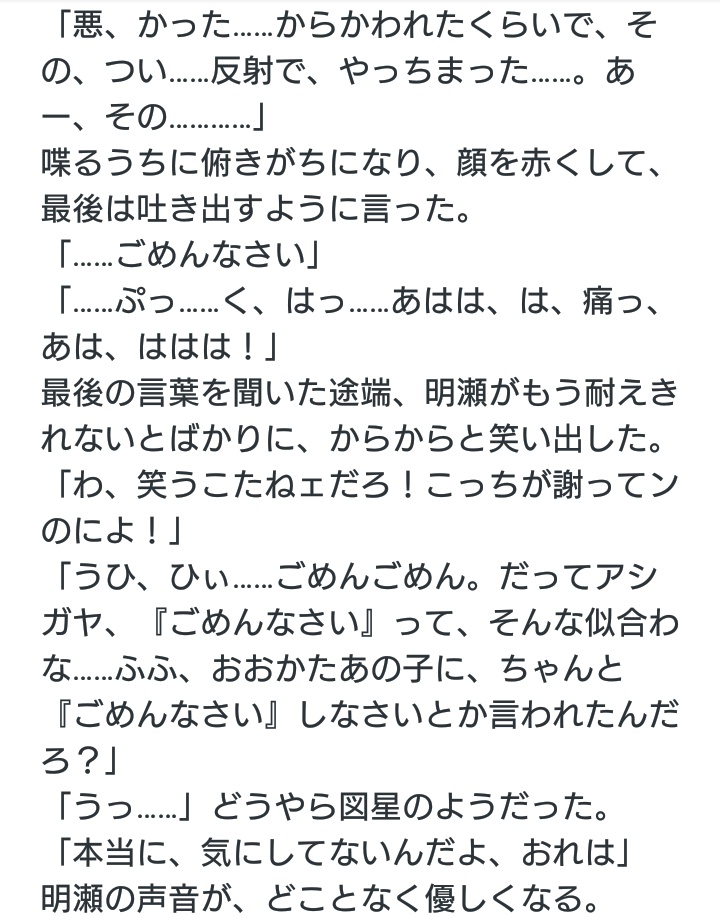 「悪、かった……からかわれたくらいで、そ
の、つい……反射で、やっちまった……。あ
ー、その…………」
喋るうちに俯きがちになり、顔を赤くして、
最後は吐き出すように言った。
「……ごめんなさい」
「……ぷっ……く、はっ……あはは、は、痛っ、
あは、ははは！」
最後の言葉を聞いた途端、明瀬がもう耐えき
れないとばかりに、からからと笑い出した。
「わ、笑うこたねェだろ！こっちが謝ってン
のによ！」
「うひ、ひぃ……ごめんごめん。だってアシ
ガヤ、『ごめんなさい』って、そんな似合わ
な……ふふ、おおかたあの子に、ちゃんと
『ごめんなさい』しなさいとか言われたんだ
ろ？」
「うっ……」どうやら図星のようだった。
「本当に、気にしてないんだよ、おれは」
明瀬の声音が、どことなく優しくなる。